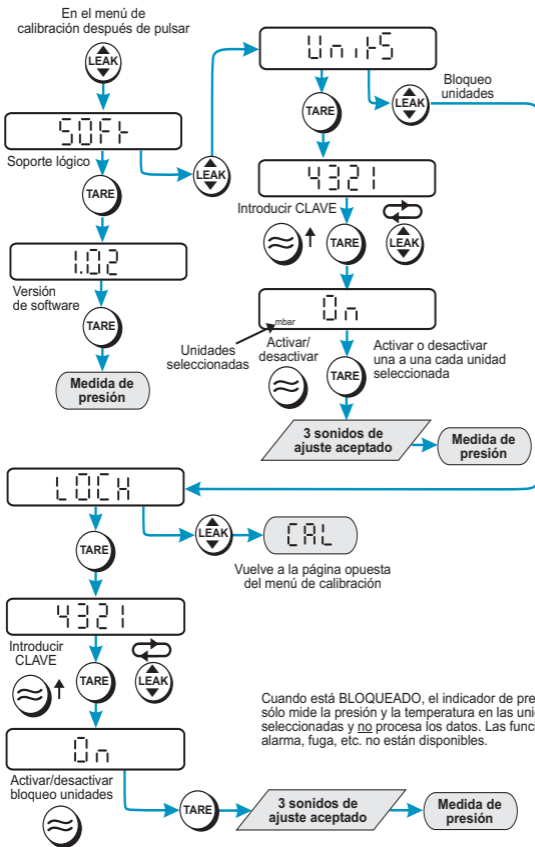 En el menú de
calibración después de pulsar
LEAK
SOFt
Soporte lógico
LEAK
TARE
1.02
Versión
de software
TARE
Medida de
presión
UnitS
TARE
LEAK
Bloqueo
unidades
4321
Introducir CLAVE
TARE
LEAK
On
mbar
Unidades
seleccionadas
Activar/
desactivar
TARE
Activar o desactivar
una a una cada unidad
seleccionada
3 sonidos de
ajuste aceptado
Medida de
presión
LOCK
TARE
LEAK
CAL
Vuelve a la página opuesta
del menú de calibración
4321
Introducir
CLAVE
TARE
LEAK
On
Activar/desactivar
bloqueo unidades
TARE
3 sonidos de
ajuste aceptado
Medida de
presión
Cuando está BLOQUEADO, el indicador de
sólo mide la presión y la temperatura en las
seleccionadas y no procesa los datos. Las
alarma, fuga, etc. no están disponibles.